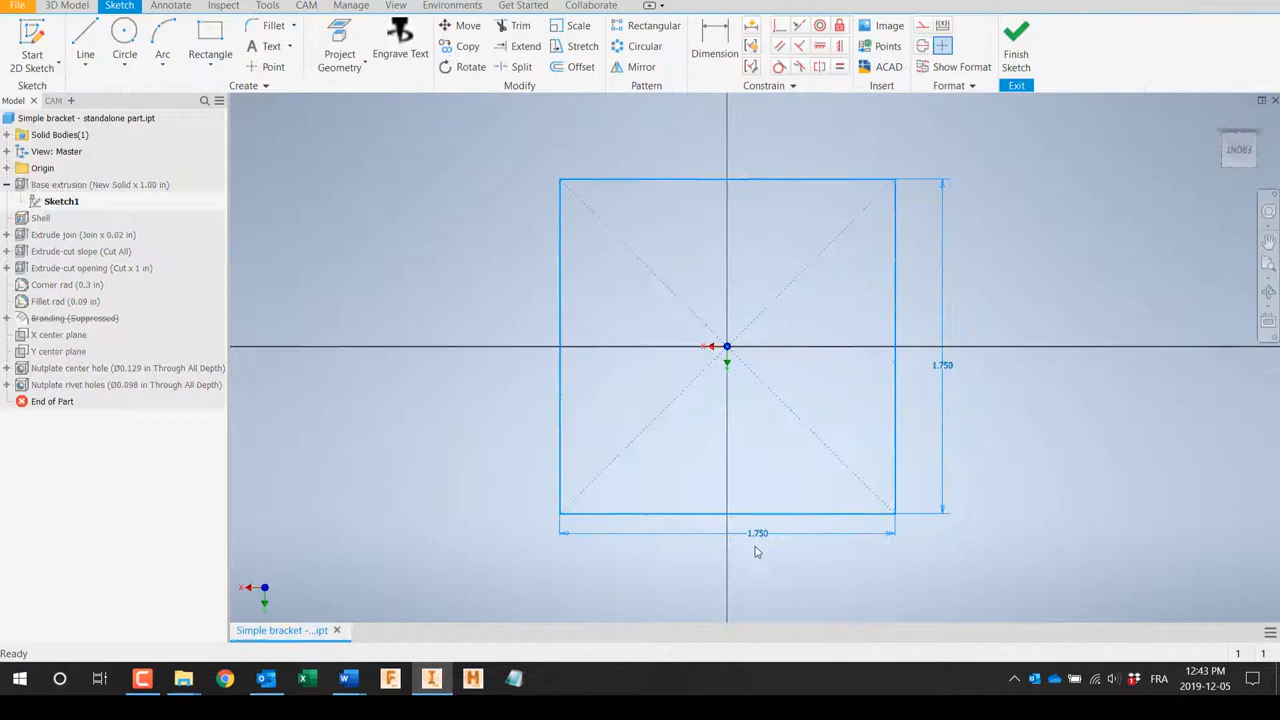 File 3D Model Sketch Annotate Inspect Tools CAM Manage View Environments Get Started Collaborate
Start
2D Sketch
Line
Circle
Arc
Rectangle
Fillet
Text
Point
Project
Geometry
Engrave Text
Move
Copy
Rotate
Trim
Extend
Split
Scale
Stretch
Offset
Rectangular
Circular
Mirror
Dimension
Image
Points
ACAD
Show Format
Finish
Sketch
Sketch Create Modify Pattern Constrain Insert Format Exit
Model CAM
Simple bracket - standalone part.ipt
Solid Bodies(1)
View: Master
Origin
Base extrusion (New Solid x 1.00 in)
Sketch1
Shell
Extrude join (Join x 0.02 in)
Extrude-cut slope (Cut All)
Extrude-cut opening (Cut x 1 in)
Corner rad (0.3 in)
Fillet rad (0.09 in)
Branding (Suppressed)
X center plane
Y center plane
Nutplate center hole (Ø0.129 in Through All Depth)
Nutplate rivet holes (Ø0.098 in Through All Depth)
End of Part
FRONT
X
1.750
1.750
X
Simple bracket -...ipt
Ready
1 1
FRA
12:43 PM
2019-12-05